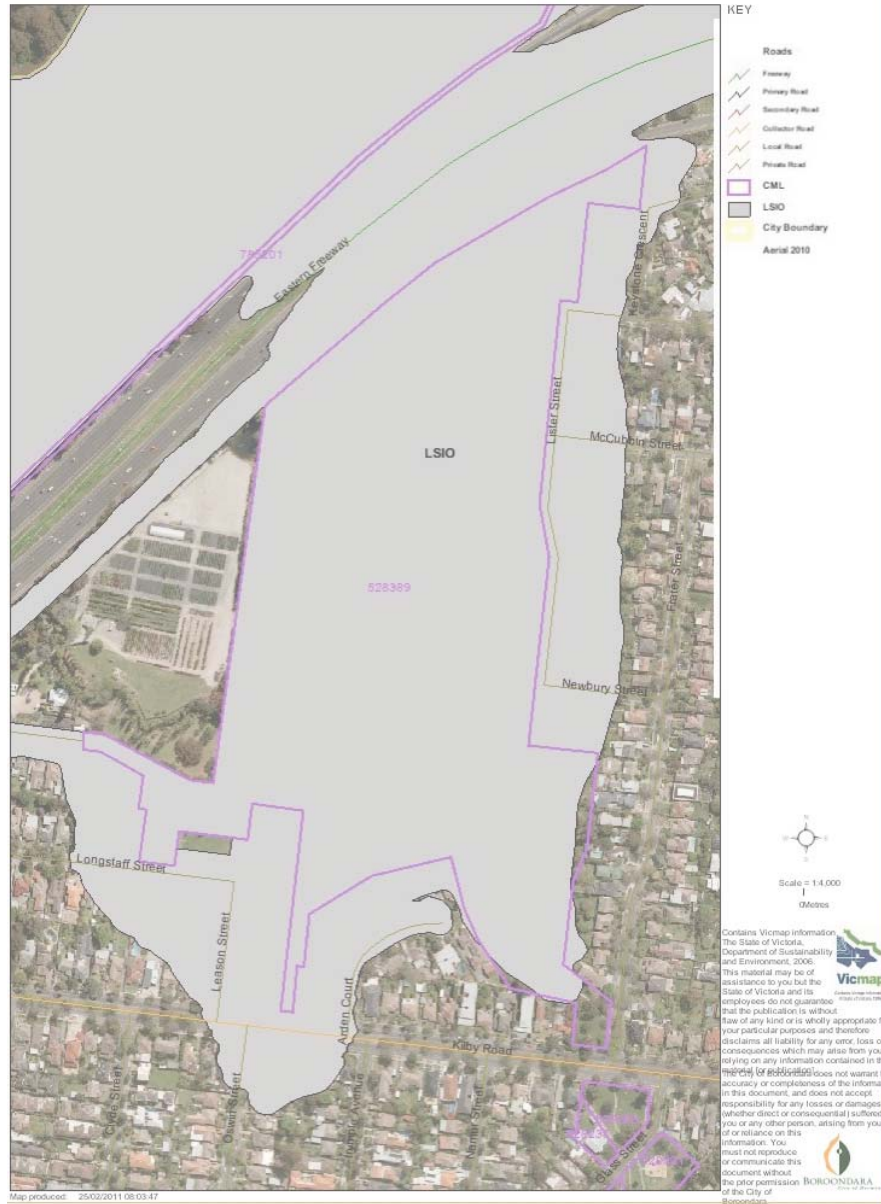 KEY
Roads
Freeway
Primary Road
Secondary Road
Collector Road
Local Road
Private Road
CML
LSIO
City Boundary
Aerial 2010
Eastern Freeway
Keystone Crescent
Lister Street
McCubbin Street
LSIO
528389
Frater Street
Newbury Street
Longstaff Street
Leason Street
Arden Court
Kilby Road
Scale = 1:4,000
0Metres
Contains Vicmap information
The State of Victoria,
Department of Sustainability
and Environment, 2006.
This material may be of
assistance to you but the
State of Victoria and its
employees do not guarantee
that the publication is without
flaw of any kind or is wholly appropriate f
your particular purposes and therefore
disclaims all liability for any error, loss o
consequences which may arise from you
relying on any information contained in th
The City of Boroondara does not warrant
accuracy or completeness of the informa
in this document, and does not accept
responsibility for any losses or damages
(whether direct or consequential) suffered
you or any other person, arising from you
of or reliance on this
information. You
must not reproduce
or communicate this
document without
the prior permission
of the City of
Boroondara
Vicmap
BOROONDARA
Map produced: 25/02/2011 08:03:47